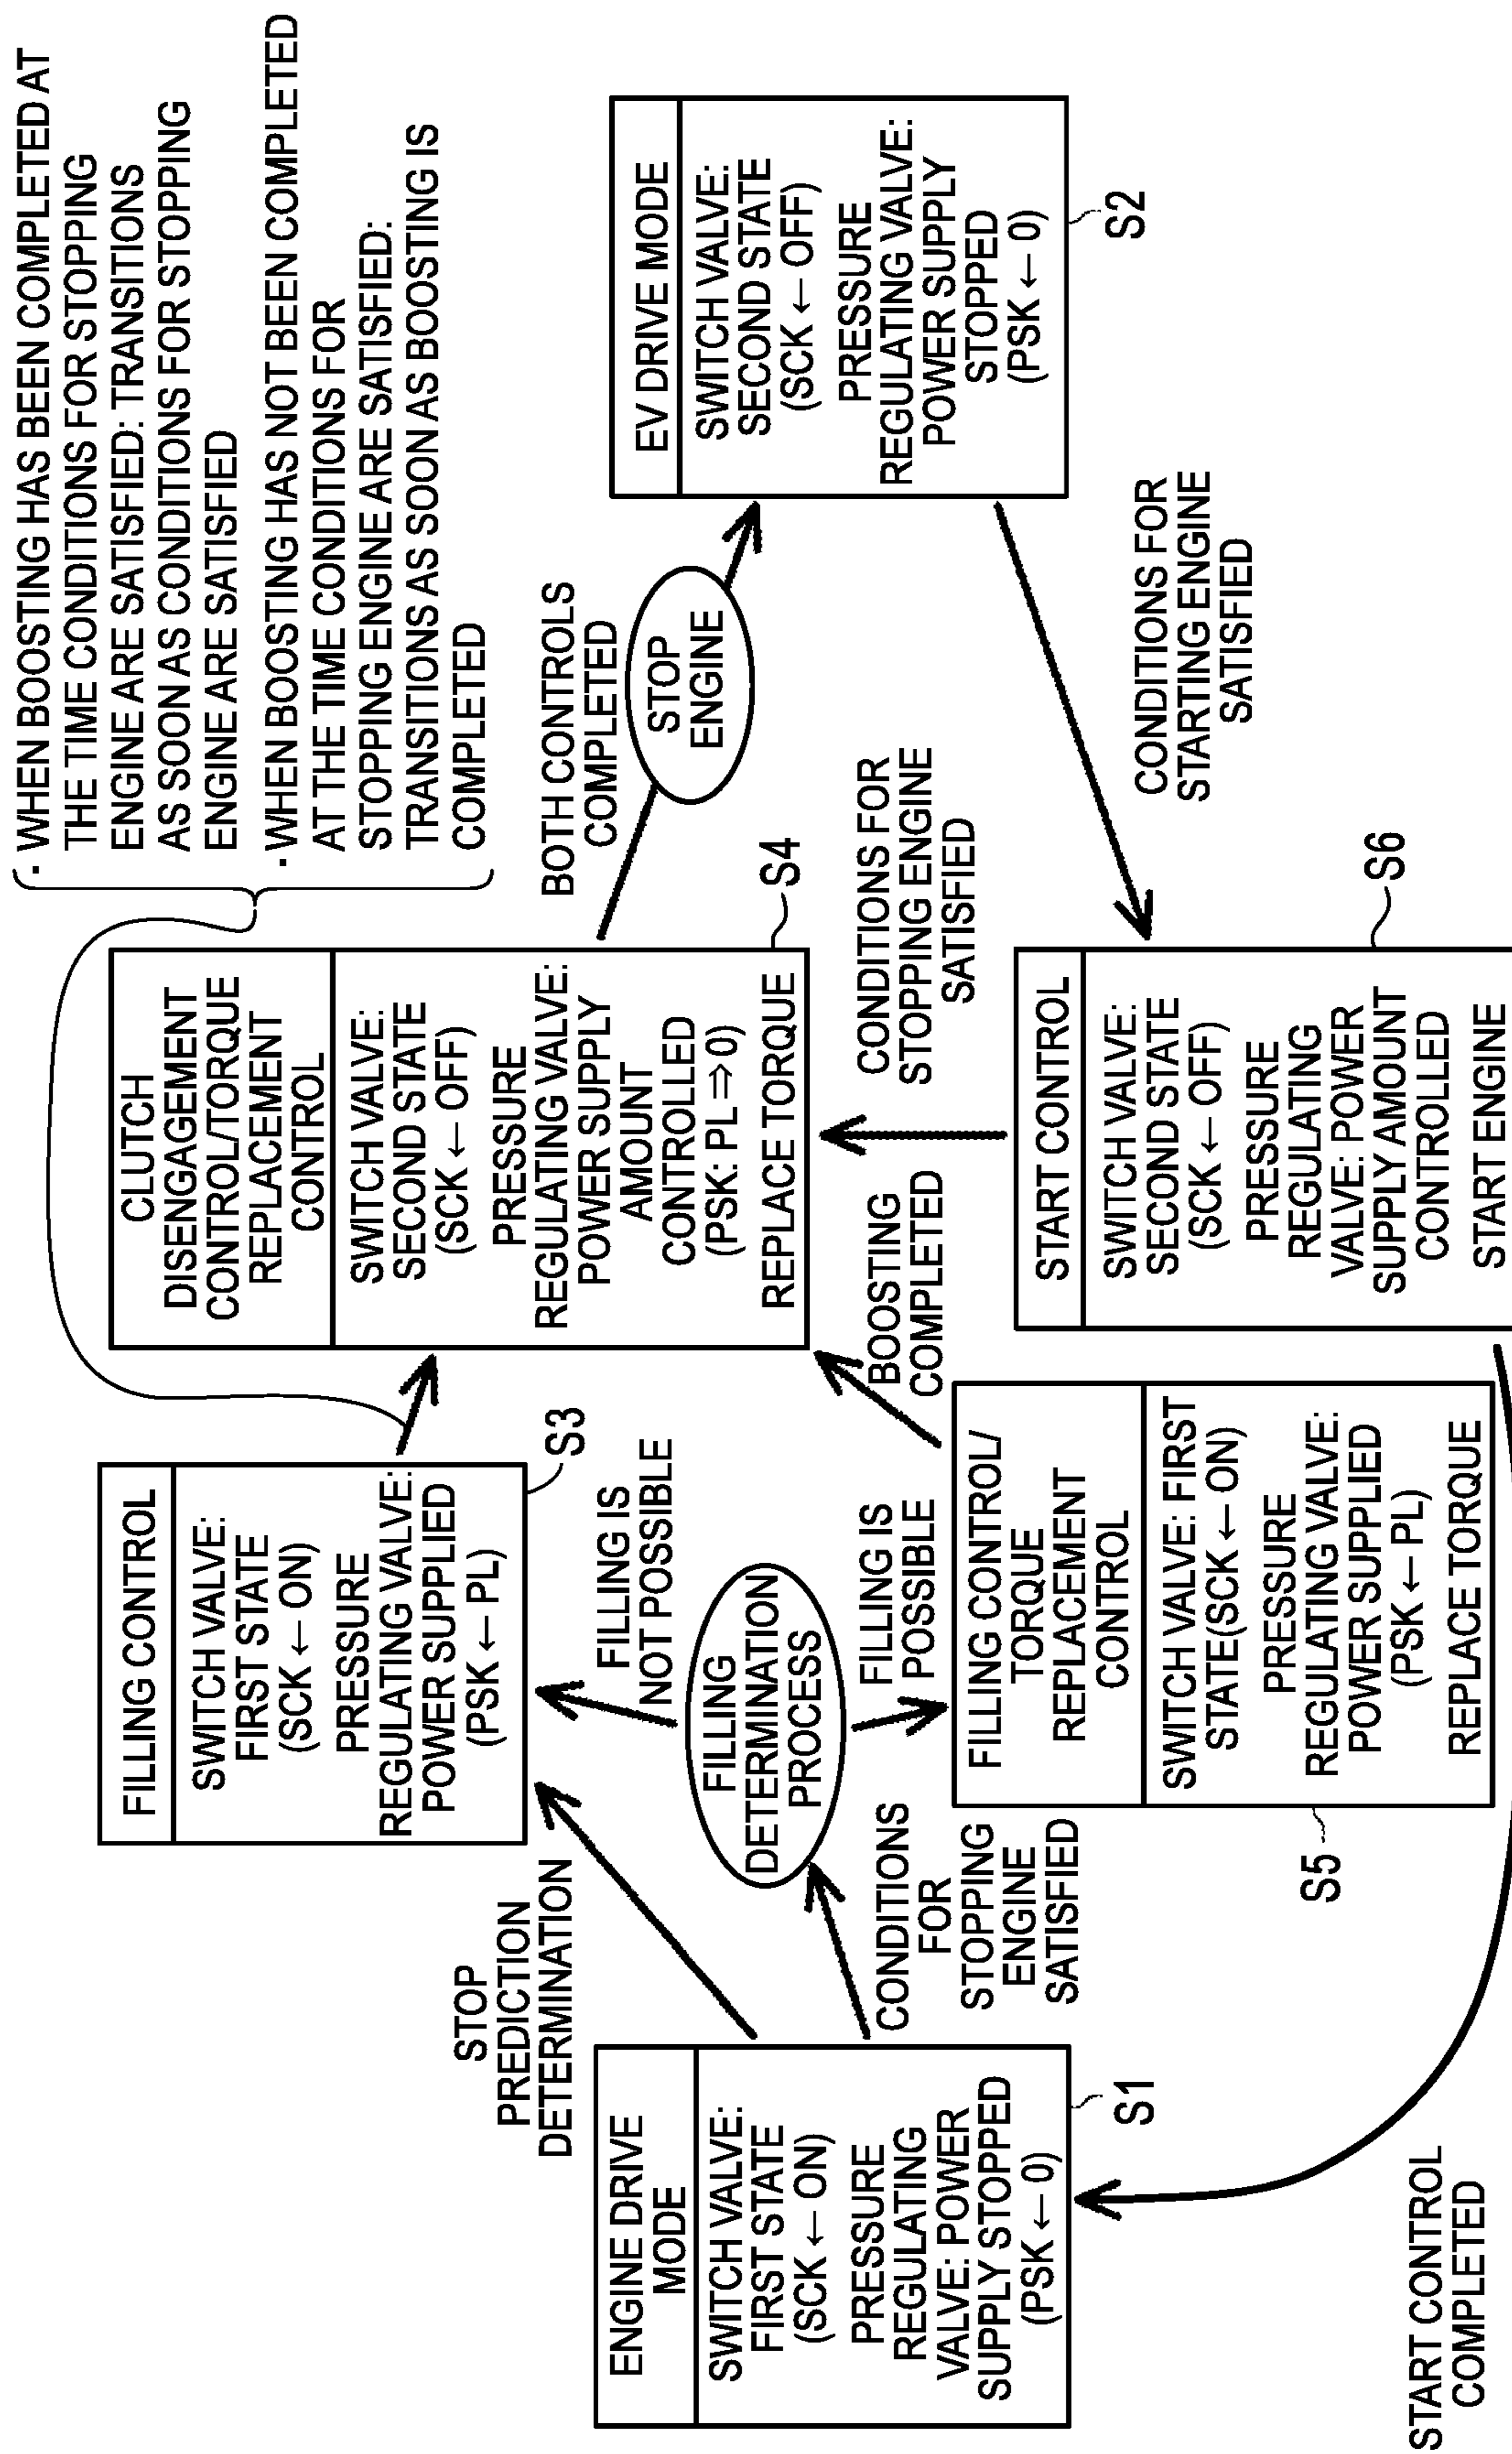 · WHEN BOOSTING HAS BEEN COMPLETED AT
THE TIME CONDITIONS FOR STOPPING
ENGINE ARE SATISFIED: TRANSITIONS
AS SOON AS CONDITIONS FOR STOPPING
ENGINE ARE SATISFIED
· WHEN BOOSTING HAS NOT BEEN COMPLETED
AT THE TIME CONDITIONS FOR
STOPPING ENGINE ARE SATISFIED:
TRANSITIONS AS SOON AS BOOSTING IS
COMPLETED
ENGINE DRIVE
MODE
SWITCH VALVE:
FIRST STATE
(SCK ← ON)
PRESSURE
REGULATING
VALVE: POWER
SUPPLY STOPPED
(PSK ← 0)
S1
STOP
PREDICTION
DETERMINATION
CONDITIONS
FOR
STOPPING
ENGINE
SATISFIED
FILLING
DETERMINATION
PROCESS
FILLING IS
NOT POSSIBLE
FILLING IS
POSSIBLE
FILLING CONTROL
SWITCH VALVE:
FIRST STATE
(SCK ← ON)
PRESSURE
REGULATING VALVE:
POWER SUPPLIED
(PSK ← PL)
S3
FILLING CONTROL/
TORQUE
REPLACEMENT
CONTROL
SWITCH VALVE: FIRST
STATE(SCK ← ON)
PRESSURE
REGULATING VALVE:
POWER SUPPLIED
(PSK ← PL)
REPLACE TORQUE
S5
BOOSTING
COMPLETED
CLUTCH
DISENGAGEMENT
CONTROL/TORQUE
REPLACEMENT
CONTROL
SWITCH VALVE:
SECOND STATE
(SCK ← OFF)
PRESSURE
REGULATING VALVE:
POWER SUPPLY
AMOUNT
CONTROLLED
(PSK: PL ⇒ 0)
REPLACE TORQUE
S4
BOTH CONTROLS
COMPLETED
STOP
ENGINE
CONDITIONS FOR
STOPPING ENGINE
SATISFIED
EV DRIVE MODE
SWITCH VALVE:
SECOND STATE
(SCK ← OFF)
PRESSURE
REGULATING VALVE:
POWER SUPPLY
STOPPED
(PSK ← 0)
S2
CONDITIONS FOR
STARTING ENGINE
SATISFIED
START CONTROL
SWITCH VALVE:
SECOND STATE
(SCK ← OFF)
PRESSURE
REGULATING
VALVE: POWER
SUPPLY AMOUNT
CONTROLLED
START ENGINE
S6
START CONTROL
COMPLETED